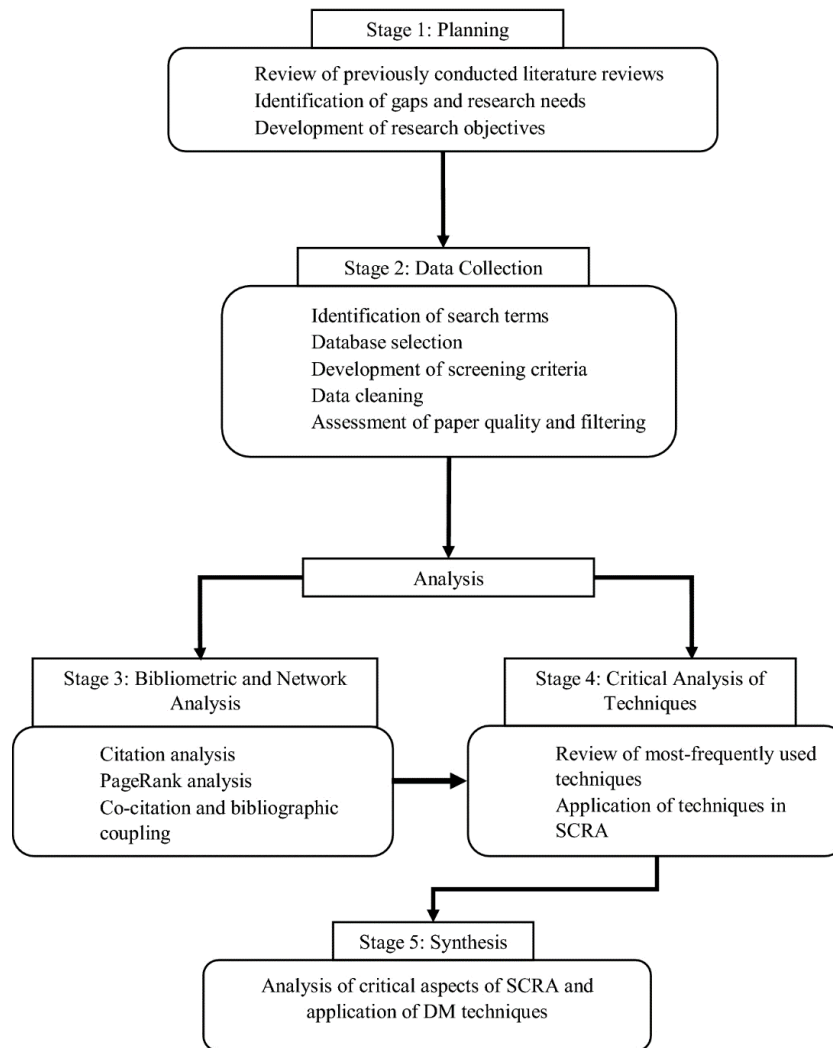 Stage 1: Planning
Review of previously conducted literature reviews
Identification of gaps and research needs
Development of research objectives
Stage 2: Data Collection
Identification of search terms
Database selection
Development of screening criteria
Data cleaning
Assessment of paper quality and filtering
Analysis
Stage 3: Bibliometric and Network
Analysis
Citation analysis
PageRank analysis
Co-citation and bibliographic
coupling
Stage 4: Critical Analysis of
Techniques
Review of most-frequently used
techniques
Application of techniques in
SCRA
Stage 5: Synthesis
Analysis of critical aspects of SCRA and
application of DM techniques